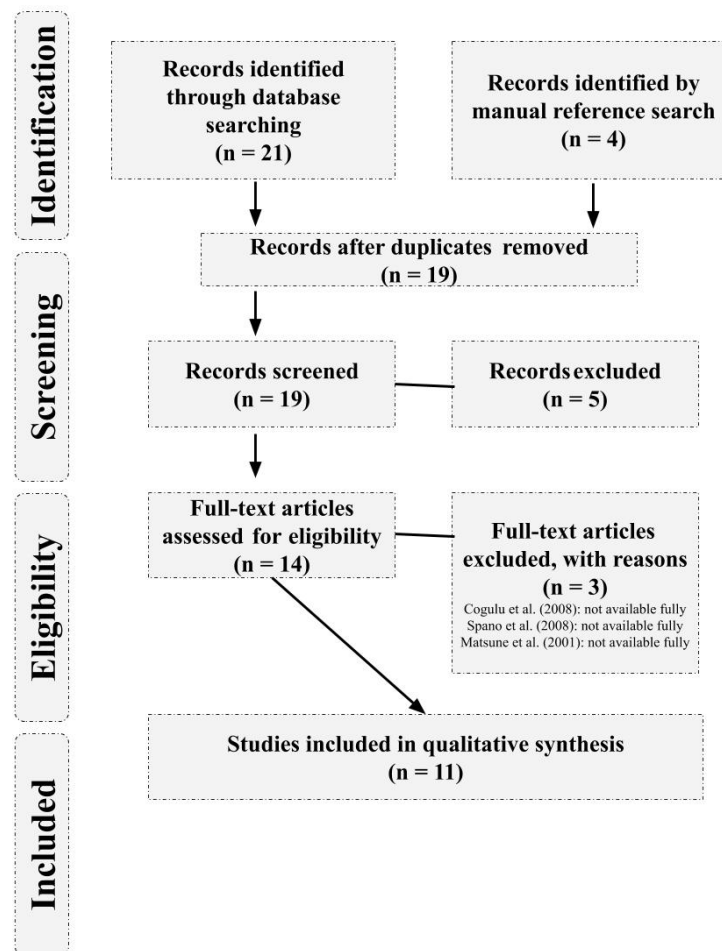 Identification
Records identified
through database
searching
(n = 21)
Records identified by
manual reference search
(n = 4)
Records after duplicates removed
(n = 19)
Screening
Records screened
(n = 19)
Records excluded
(n = 5)
Eligibility
Full-text articles
assessed for eligibility
(n = 14)
Full-text articles
excluded, with reasons
(n = 3)
Cogulu et al. (2008): not available fully
Spano et al. (2008): not available fully
Matsune et al. (2001): not available fully
Included
Studies included in qualitative synthesis
(n = 11)